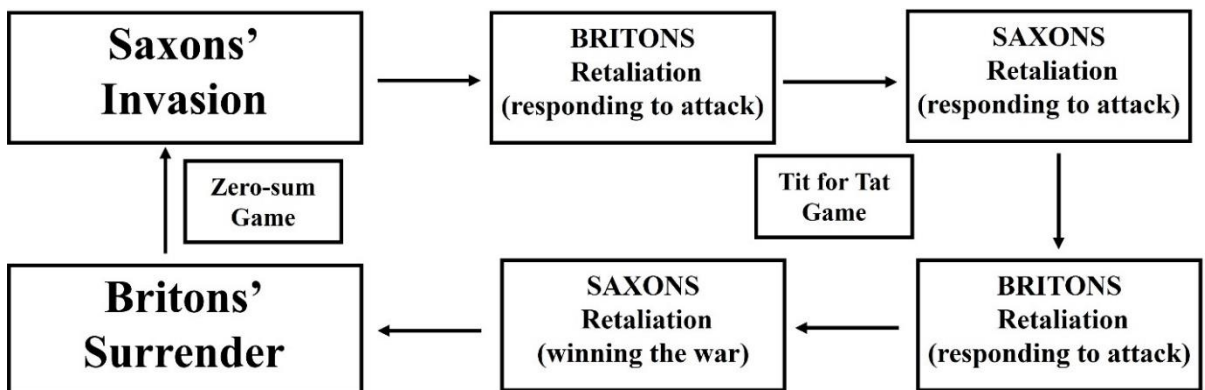 Saxons’
Invasion
BRITONS
Retaliation
(responding to attack)
SAXONS
Retaliation
(responding to attack)
Zero-sum
Game
Tit for Tat
Game
Britons’
Surrender
SAXONS
Retaliation
(winning the war)
BRITONS
Retaliation
(responding to attack)